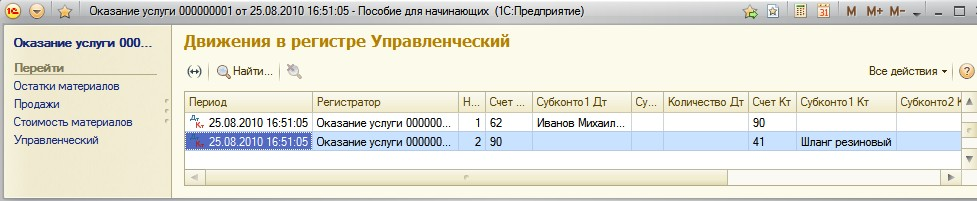 Оказание услуги 000000001 от 25.08.2010 16:51:05 - Пособие для начинающих (1С:Предприятие)
M M+ M-
Оказание услуги 000...
Перейти
Остатки материалов
Продажи
Стоимость материалов
Управленческий
Движения в регистре Управленческий
Найти...
Все действия
Период Регистратор Н... Счет ... Субконто1 Дт Су... Количество Дт Счет Кт Субконто1 Кт Субконто2 К
Дт Кт 25.08.2010 16:51:05 Оказание услуги 000000... 1 62 Иванов Михаил... 90
25.08.2010 16:51:05 Оказание услуги 000000... 2 90 41 Шланг резиновый